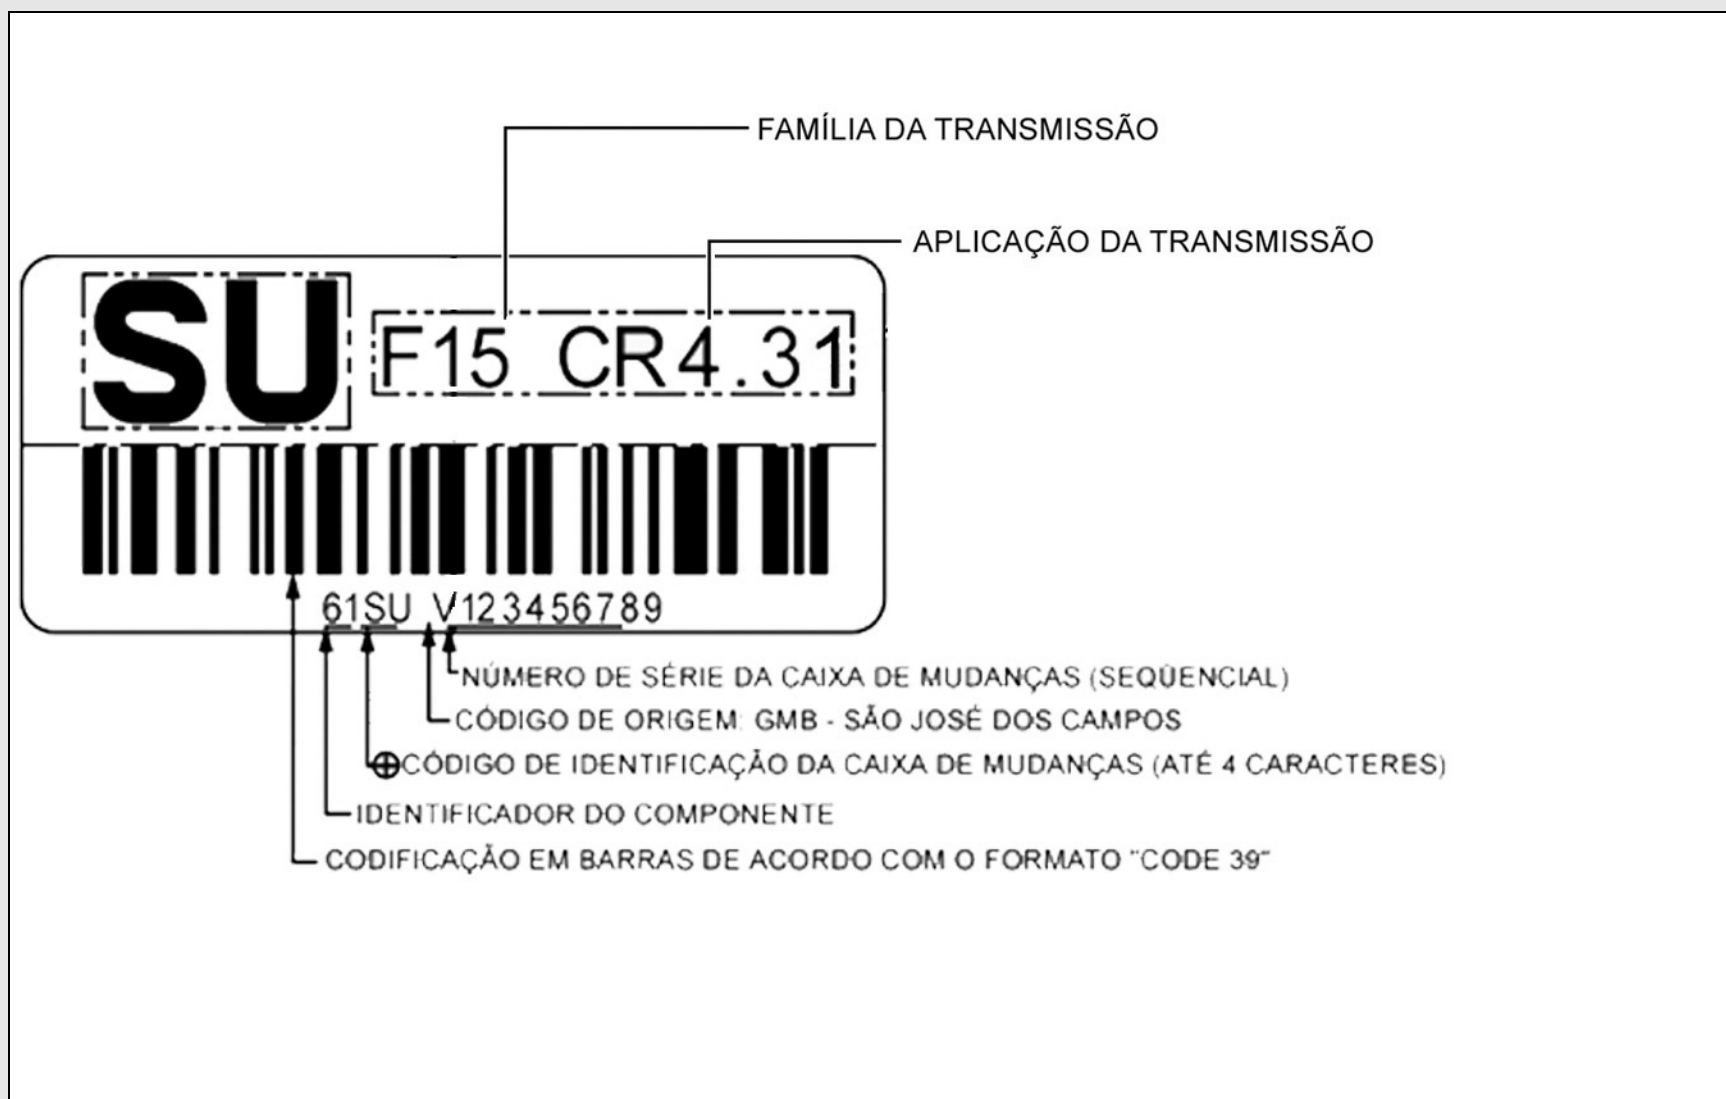 FAMÍLIA DA TRANSMISSÃO
APLICAÇÃO DA TRANSMISSÃO
SU F15 CR4.31
61SU V123456789
NÚMERO DE SÉRIE DA CAIXA DE MUDANÇAS (SEQÜENCIAL)
CÓDIGO DE ORIGEM: GMB - SÃO JOSÉ DOS CAMPOS
CÓDIGO DE IDENTIFICAÇÃO DA CAIXA DE MUDANÇAS (ATÉ 4 CARACTERES)
IDENTIFICADOR DO COMPONENTE
CODIFICAÇÃO EM BARRAS DE ACORDO COM O FORMATO "CODE 39"